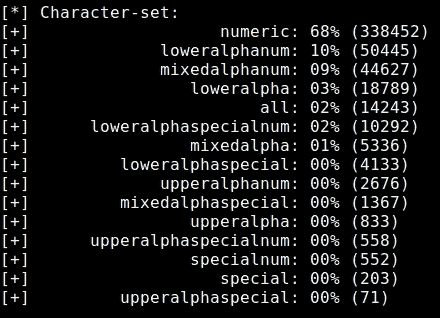 [*] Character-set:
[+] numeric: 68% (338452)
[+] loweralphanum: 10% (50445)
[+] mixedalphanum: 09% (44627)
[+] loweralpha: 03% (18789)
[+] all: 02% (14243)
[+] loweralphaspecialnum: 02% (10292)
[+] mixedalpha: 01% (5336)
[+] loweralphaspecial: 00% (4133)
[+] upperalphanum: 00% (2676)
[+] mixedalphaspecial: 00% (1367)
[+] upperalpha: 00% (833)
[+] upperalphaspecialnum: 00% (558)
[+] specialnum: 00% (552)
[+] special: 00% (203)
[+] upperalphaspecial: 00% (71)